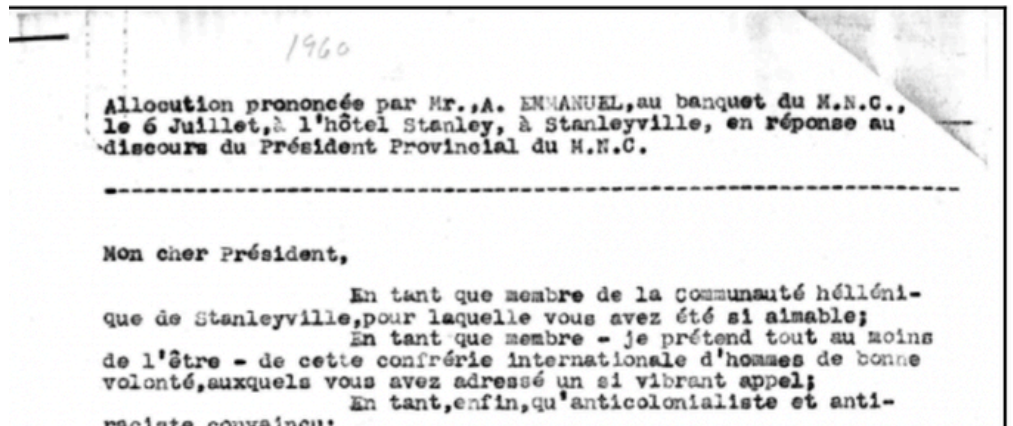 1960
Allocution prononcée par Mr.,A. EMMANUEL,au banquet du M.N.C.,
le 6 Juillet,à l'hôtel Stanley, à Stanleyville, en réponse au
discours du Président Provincial du M.N.C.
Mon cher Président,
En tant que membre de la Communauté hélléni-
que de Stanleyville,pour laquelle vous avez été si aimable;
En tant que membre - je prétend tout au moins
de l'être - de cette confrérie internationale d'hommes de bonne
volonté,auxquels vous avez adressé un si vibrant appel;
En tant,enfin,qu'anticolonialiste et anti-
raciste convaincu;